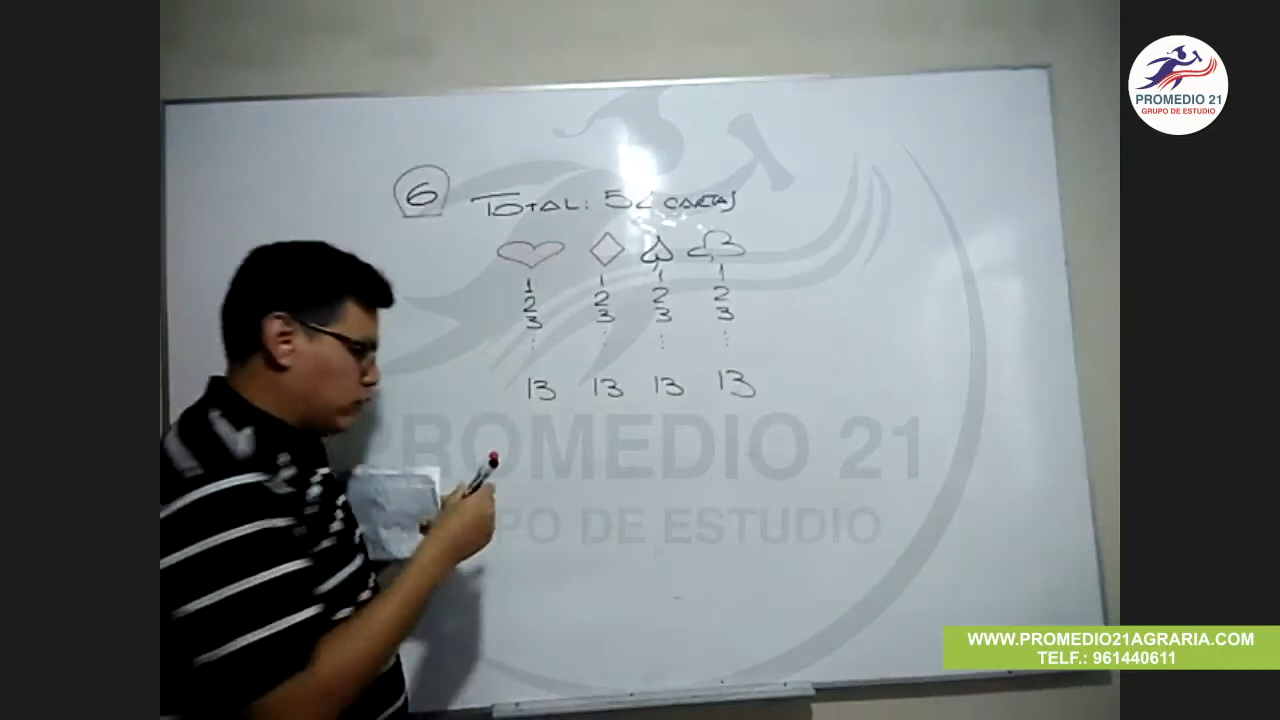 6 TOTAL: 52 CARTAS
1 1 1 1
2 2 2 2
3 3 3 3
13 13 13 13
PROMEDIO 21
GRUPO DE ESTUDIO
PROMEDIO 21
GRUPO DE ESTUDIO
WWW.PROMEDIO21AGRARIA.COM
TELF.: 961440611